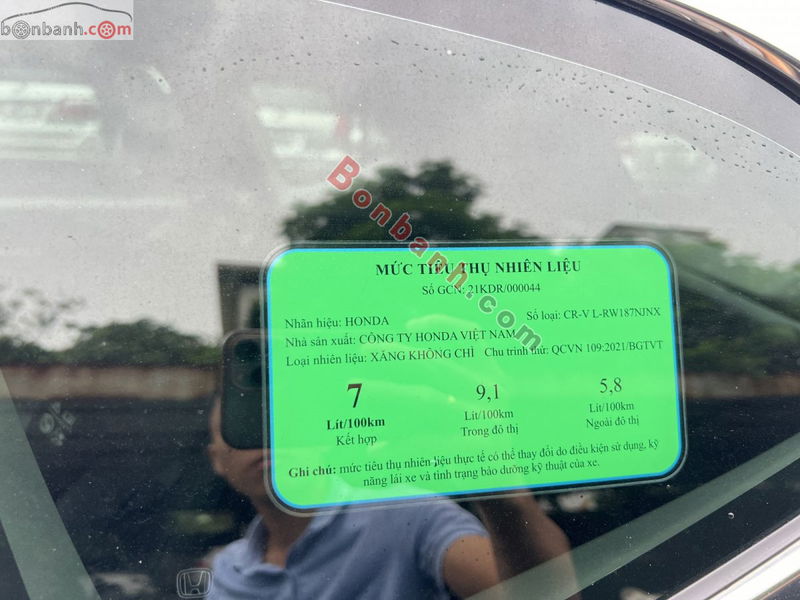 bonbanh.com
Bonbanh.com
MỨC TIÊU THỤ NHIÊN LIỆU
Số GCN: 21KDR/000044
Nhãn hiệu: HONDA Số loại: CR-V L-RW187NJNX
Nhà sản xuất: CÔNG TY HONDA VIỆT NAM
Loại nhiên liệu: XĂNG KHÔNG CHÌ Chu trình thử: QCVN 109:2021/BGTVT
7 9,1 5,8
Lít/100km Lít/100km Lít/100km
Kết hợp Trong đô thị Ngoài đô thị
Ghi chú: mức tiêu thụ nhiên liệu thực tế có thể thay đổi do điều kiện sử dụng, kỹ
năng lái xe và tình trạng bảo dưỡng kỹ thuật của xe.